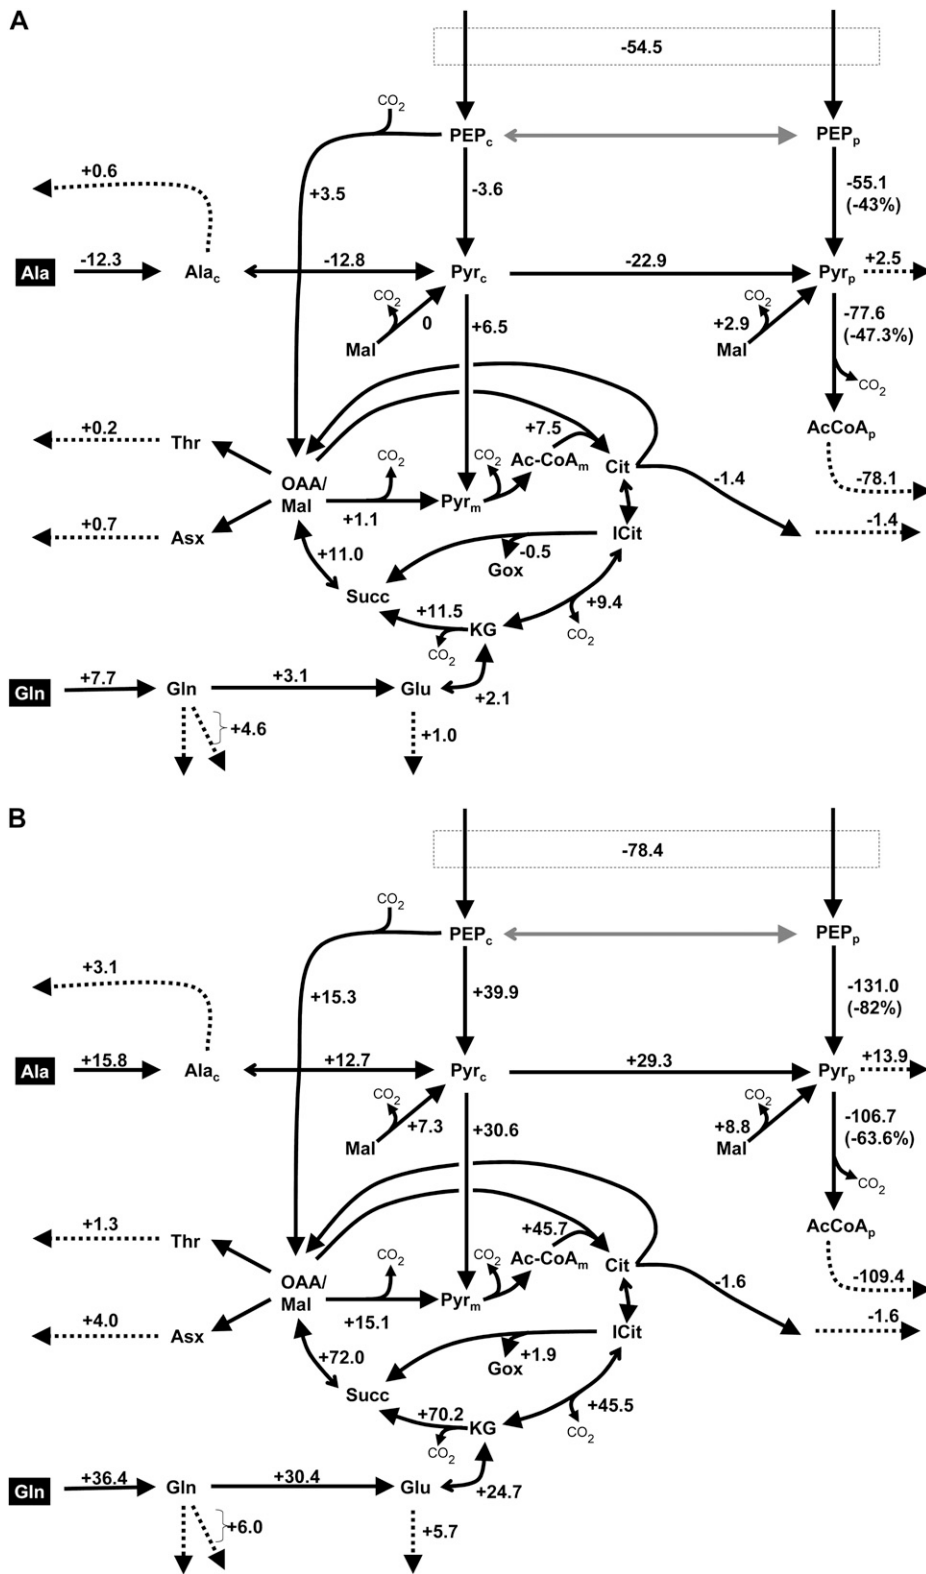 A
-54.5
CO2
PEPc
PEPp
+0.6
+3.5
-3.6
-55.1
(-43%)
Ala
-12.3
Alac
-12.8
Pyrc
-22.9
Pyrp
+2.5
CO2
0
Mal
+6.5
CO2
+2.9
Mal
-77.6
(-47.3%)
CO2
AcCoAp
+0.2
Thr
CO2
CO2
+7.5
Ac-CoAm
Cit
-1.4
-78.1
OAA/
Mal
+1.1
Pyrm
+0.7
Asx
ICit
-1.4
+11.0
-0.5
Gox
Succ
+11.5
+9.4
CO2
KG
CO2
Gln
+7.7
Gln
+3.1
Glu
+2.1
+4.6
+1.0
B
-78.4
CO2
PEPc
PEPp
+3.1
+15.3
+39.9
-131.0
(-82%)
Ala
+15.8
Alac
+12.7
Pyrc
+29.3
Pyrp
+13.9
CO2
+7.3
Mal
+30.6
CO2
+8.8
Mal
-106.7
(-63.6%)
CO2
AcCoAp
+1.3
Thr
CO2
CO2
+45.7
Ac-CoAm
Cit
-1.6
-109.4
OAA/
Mal
+15.1
Pyrm
+4.0
Asx
ICit
-1.6
+72.0
+1.9
Gox
Succ
+70.2
+45.5
CO2
KG
CO2
Gln
+36.4
Gln
+30.4
Glu
+24.7
+6.0
+5.7